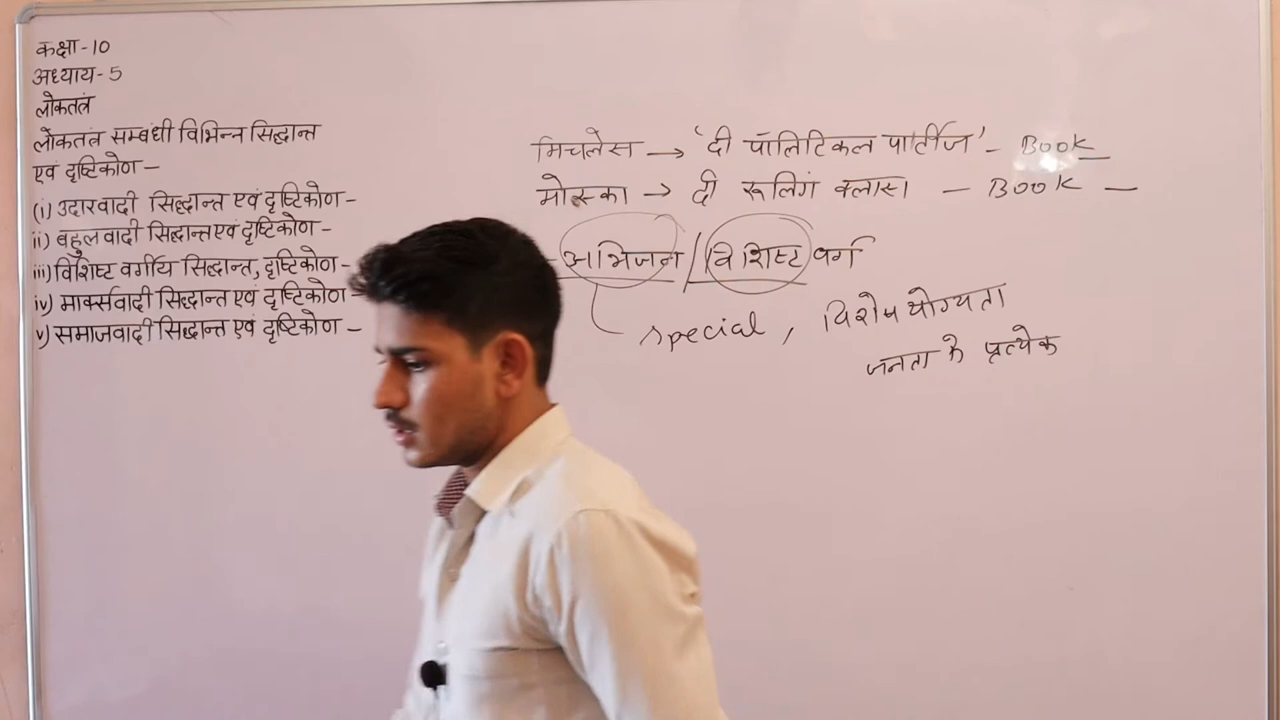 कक्षा-10
अध्याय-5
लोकतंत्र
लोकतंत्र सम्बंधी विभिन्न सिद्धान्त
एवं दृष्टिकोण-
(i) उदारवादी सिद्धान्त एवं दृष्टिकोण-
ii) बहुलवादी सिद्धान्त एवं दृष्टिकोण-
iii) विशिष्ट वर्गीय सिद्धान्त, दृष्टिकोण-
iv) मार्क्सवादी सिद्धान्त एवं दृष्टिकोण-
v) समाजवादी सिद्धान्त एवं दृष्टिकोण-
मिचलेस → 'दी पॉलिटिकल पार्टीज' - Book
मोस्का → दी रूलिंग क्लास। - Book -
अभिजन/विशिष्ट वर्ग
special, विशेष योग्यता
जनता के प्रत्येक